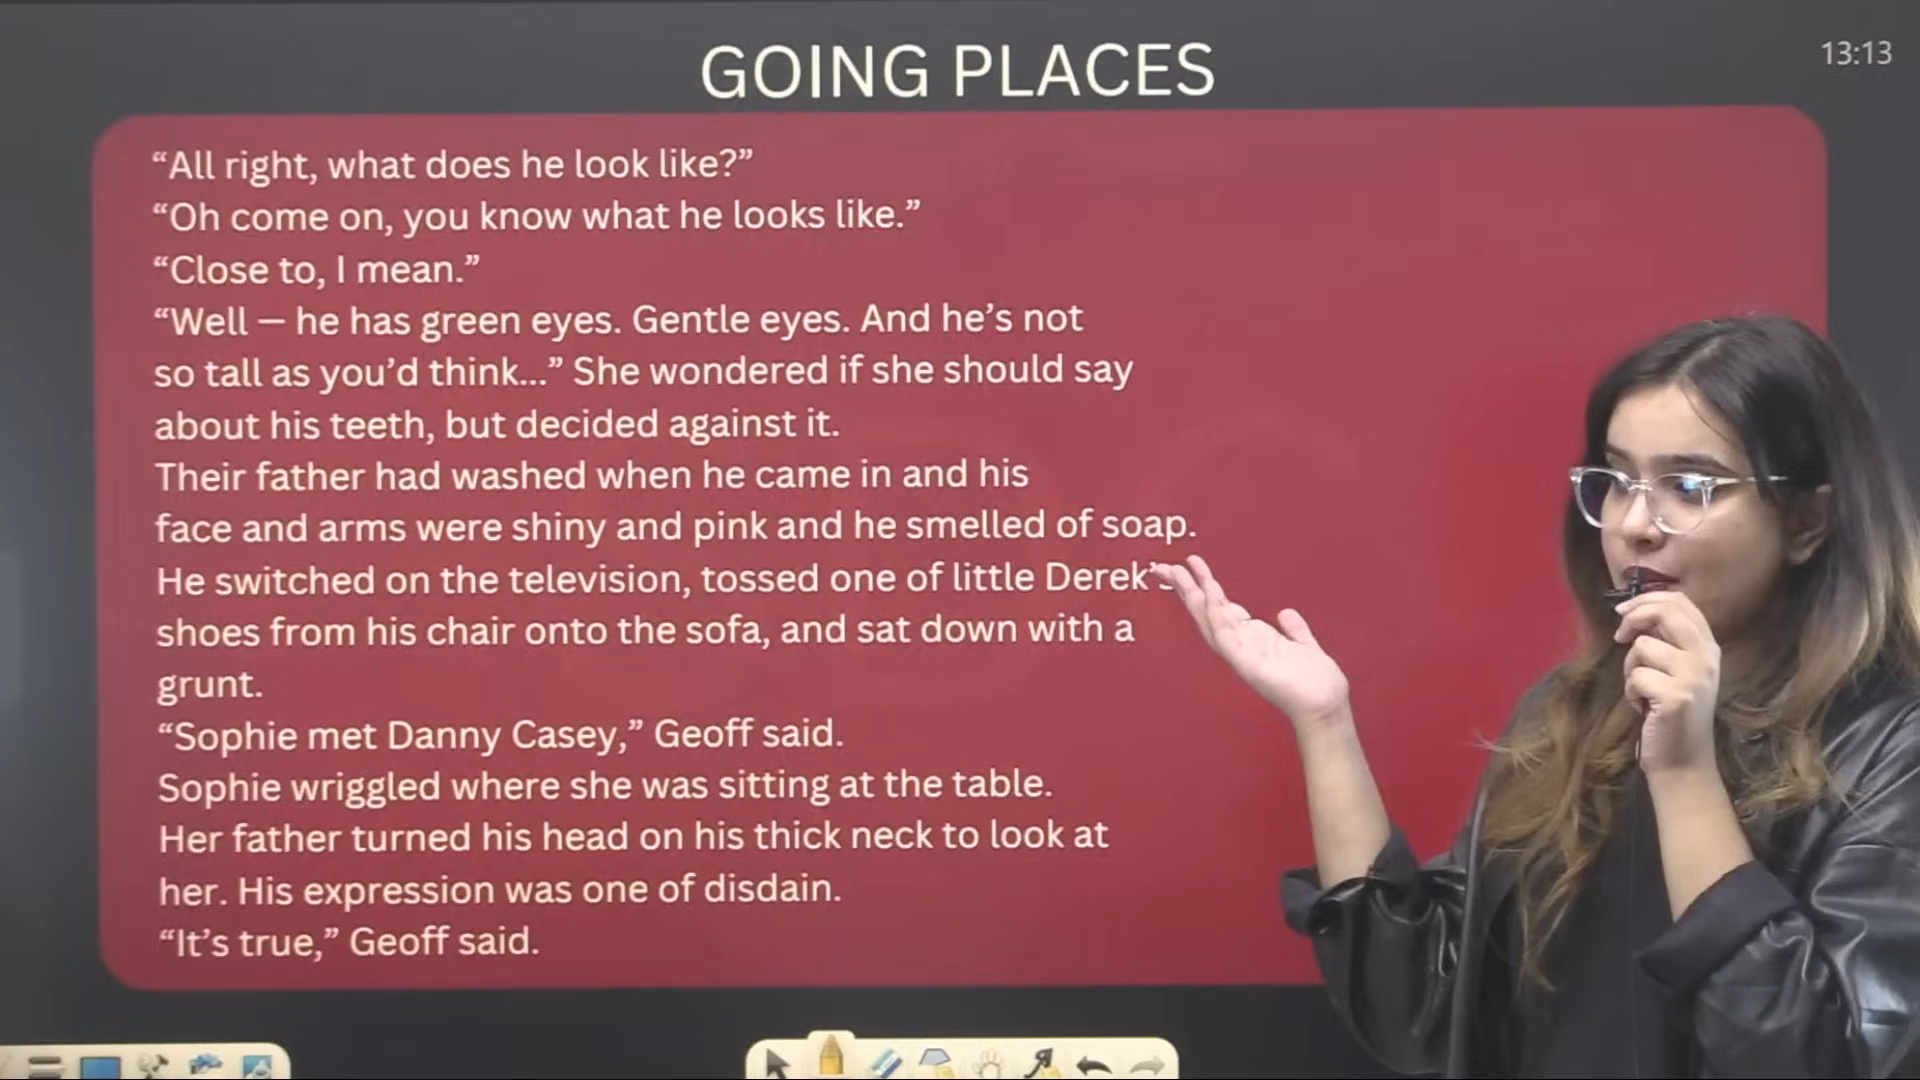 GOING PLACES
13:13
“All right, what does he look like?”
“Oh come on, you know what he looks like.”
“Close to, I mean.”
“Well — he has green eyes. Gentle eyes. And he’s not
so tall as you’d think...” She wondered if she should say
about his teeth, but decided against it.
Their father had washed when he came in and his
face and arms were shiny and pink and he smelled of soap.
He switched on the television, tossed one of little Derek’s
shoes from his chair onto the sofa, and sat down with a
grunt.
“Sophie met Danny Casey,” Geoff said.
Sophie wriggled where she was sitting at the table.
Her father turned his head on his thick neck to look at
her. His expression was one of disdain.
“It’s true,” Geoff said.